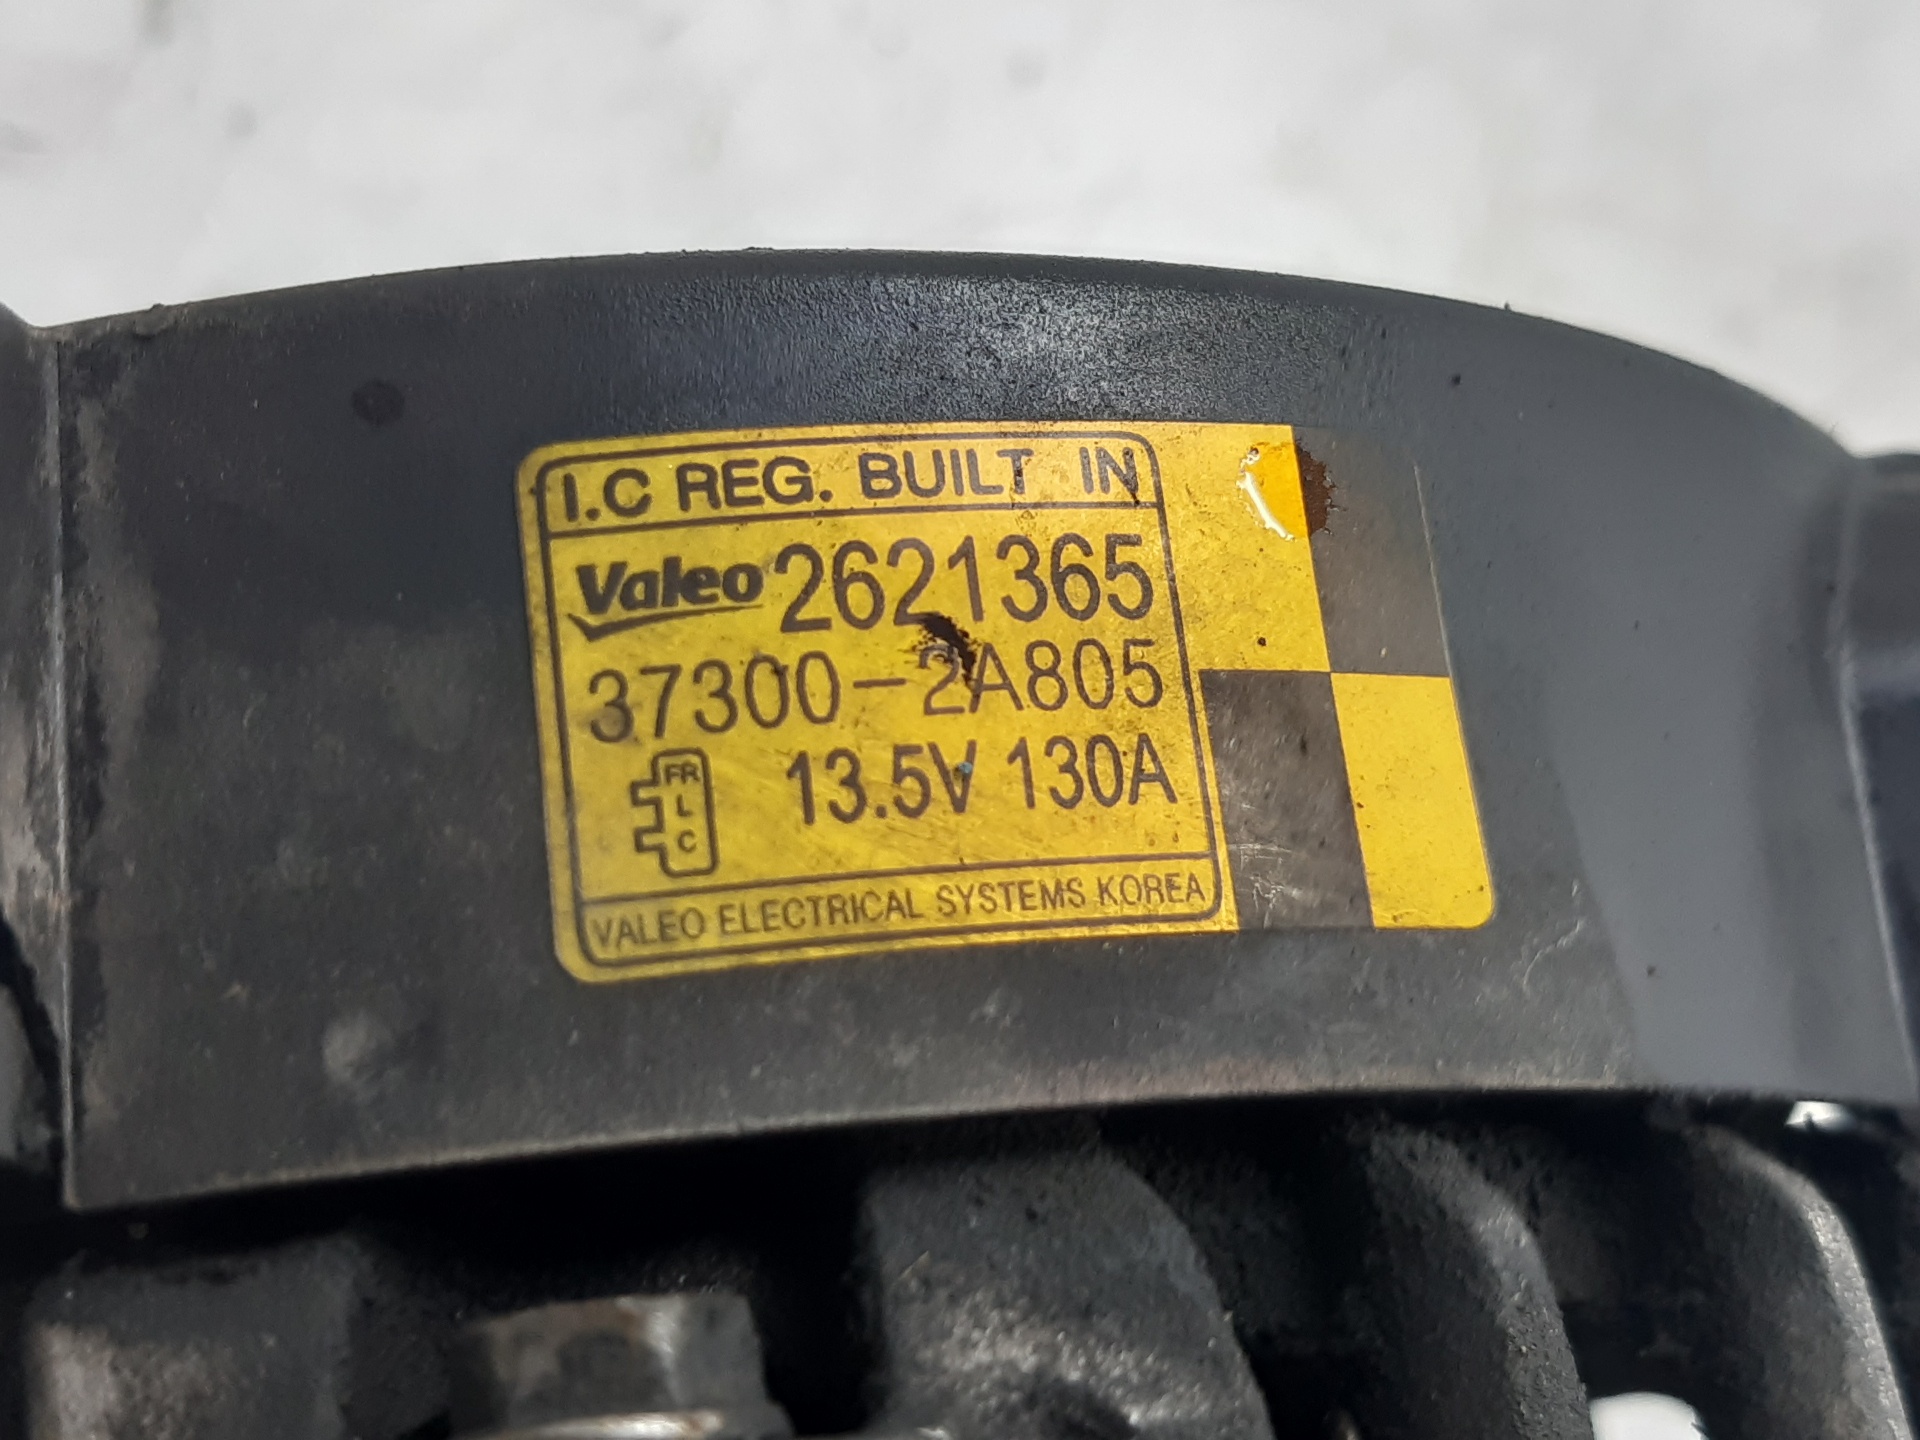 I.C REG. BUILT IN
Valeo 2621365
37300-2A805
FR
L
C
13.5V 130A
VALEO ELECTRICAL SYSTEMS KOREA